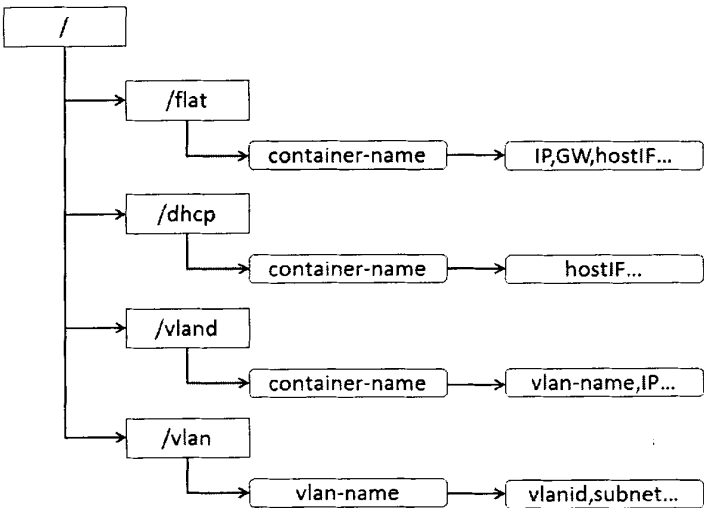 /
/flat
container-name
IP,GW,hostIF...
/dhcp
container-name
hostIF...
/vland
container-name
vlan-name,IP...
/vlan
vlan-name
vlanid,subnet...